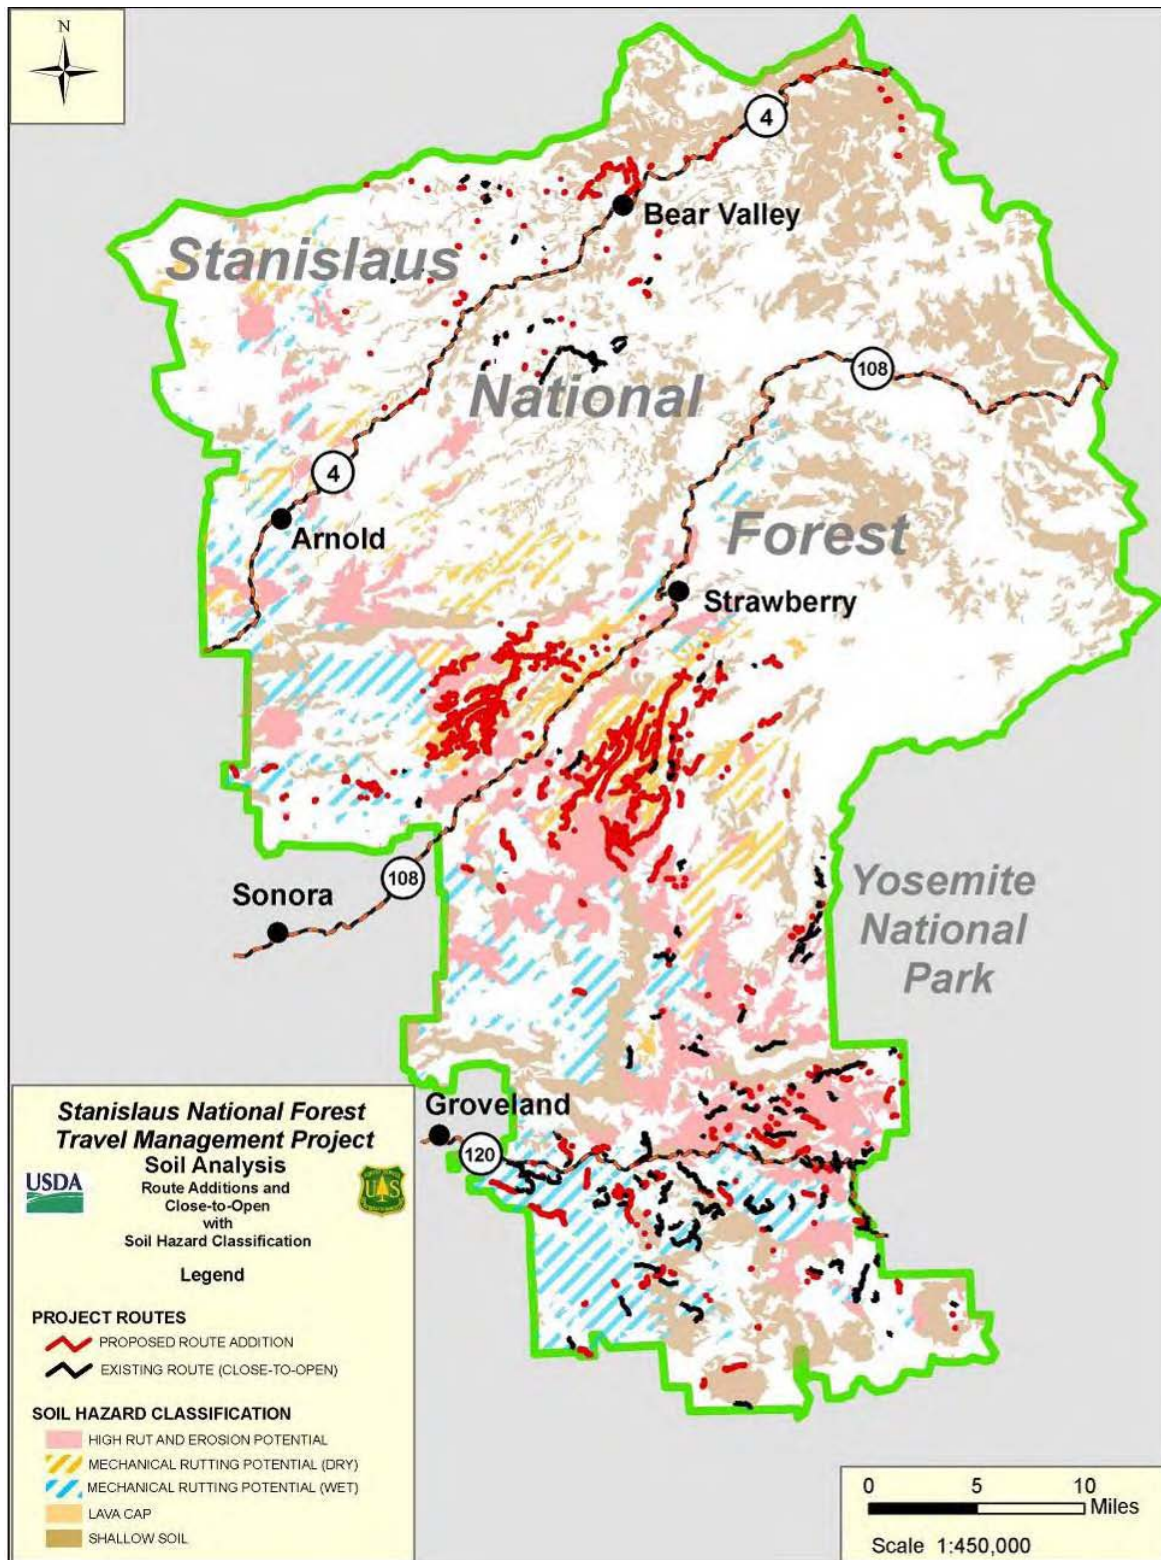 N
4
Bear Valley
Stanislaus
108
National
4
Arnold
Forest
Strawberry
Sonora
108
Yosemite
National
Park
Groveland
120
Stanislaus National Forest
Travel Management Project
Soil Analysis
Route Additions and
Close-to-Open
with
Soil Hazard Classification
USDA
U S
Legend
PROJECT ROUTES
PROPOSED ROUTE ADDITION
EXISTING ROUTE (CLOSE-TO-OPEN)
SOIL HAZARD CLASSIFICATION
HIGH RUT AND EROSION POTENTIAL
MECHANICAL RUTTING POTENTIAL (DRY)
MECHANICAL RUTTING POTENTIAL (WET)
LAVA CAP
SHALLOW SOIL
0 5 10
Miles
Scale 1:450,000